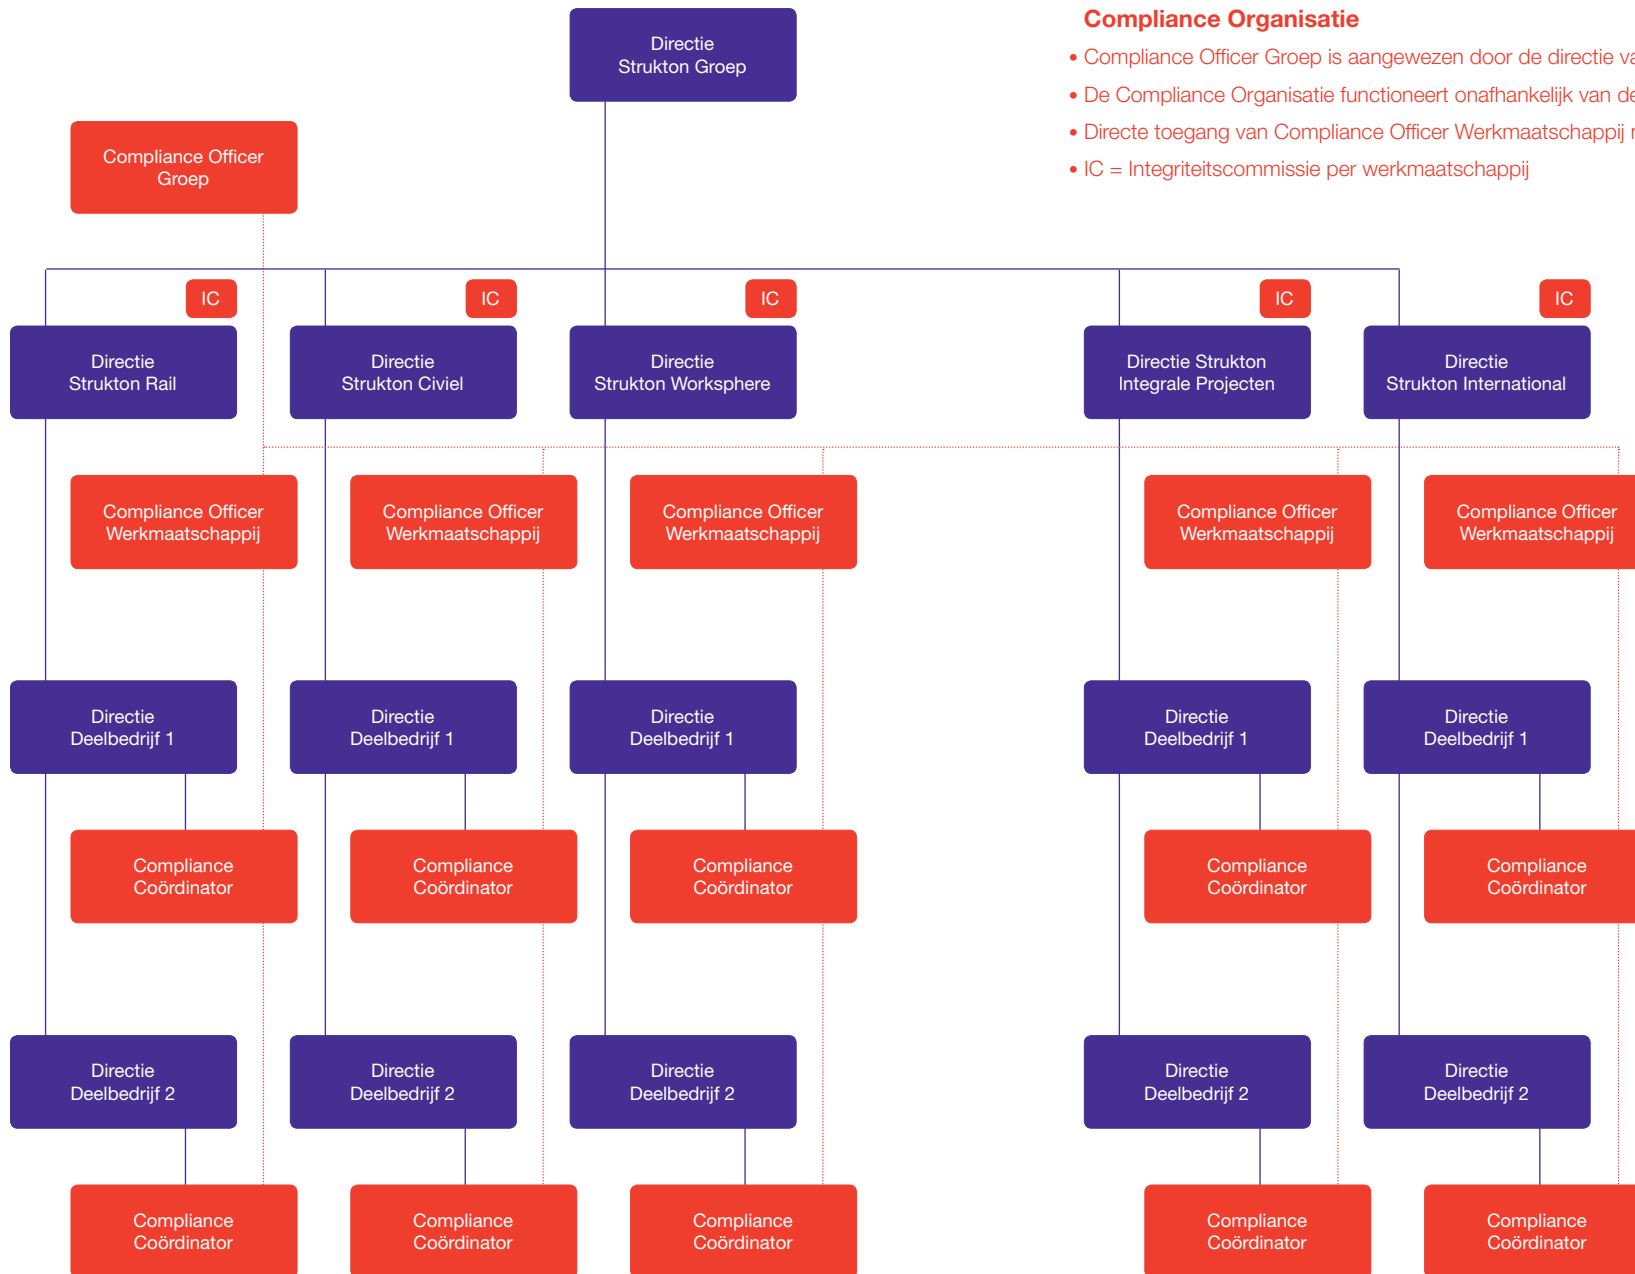 Compliance Organisatie
• Compliance Officer Groep is aangewezen door de directie
• De Compliance Organisatie functioneert onafhankelijk van
• Directe toegang van Compliance Officer Werkmaatschappij
• IC = Integriteitscommissie per werkmaatschappij
Directie
Strukton Groep
Compliance Officer
Groep
IC
IC
IC
IC
IC
Directie
Strukton Rail
Directie
Strukton Civiel
Directie
Strukton Worksphere
Directie Strukton
Integrale Projecten
Directie
Strukton International
Compliance Officer
Werkmaatschappij
Compliance Officer
Werkmaatschappij
Compliance Officer
Werkmaatschappij
Compliance Officer
Werkmaatschappij
Compliance Officer
Werkmaatschappij
Directie
Deelbedrijf 1
Directie
Deelbedrijf 1
Directie
Deelbedrijf 1
Directie
Deelbedrijf 1
Directie
Deelbedrijf 1
Compliance
Coördinator
Compliance
Coördinator
Compliance
Coördinator
Compliance
Coördinator
Compliance
Coördinator
Directie
Deelbedrijf 2
Directie
Deelbedrijf 2
Directie
Deelbedrijf 2
Directie
Deelbedrijf 2
Directie
Deelbedrijf 2
Compliance
Coördinator
Compliance
Coördinator
Compliance
Coördinator
Compliance
Coördinator
Compliance
Coördinator